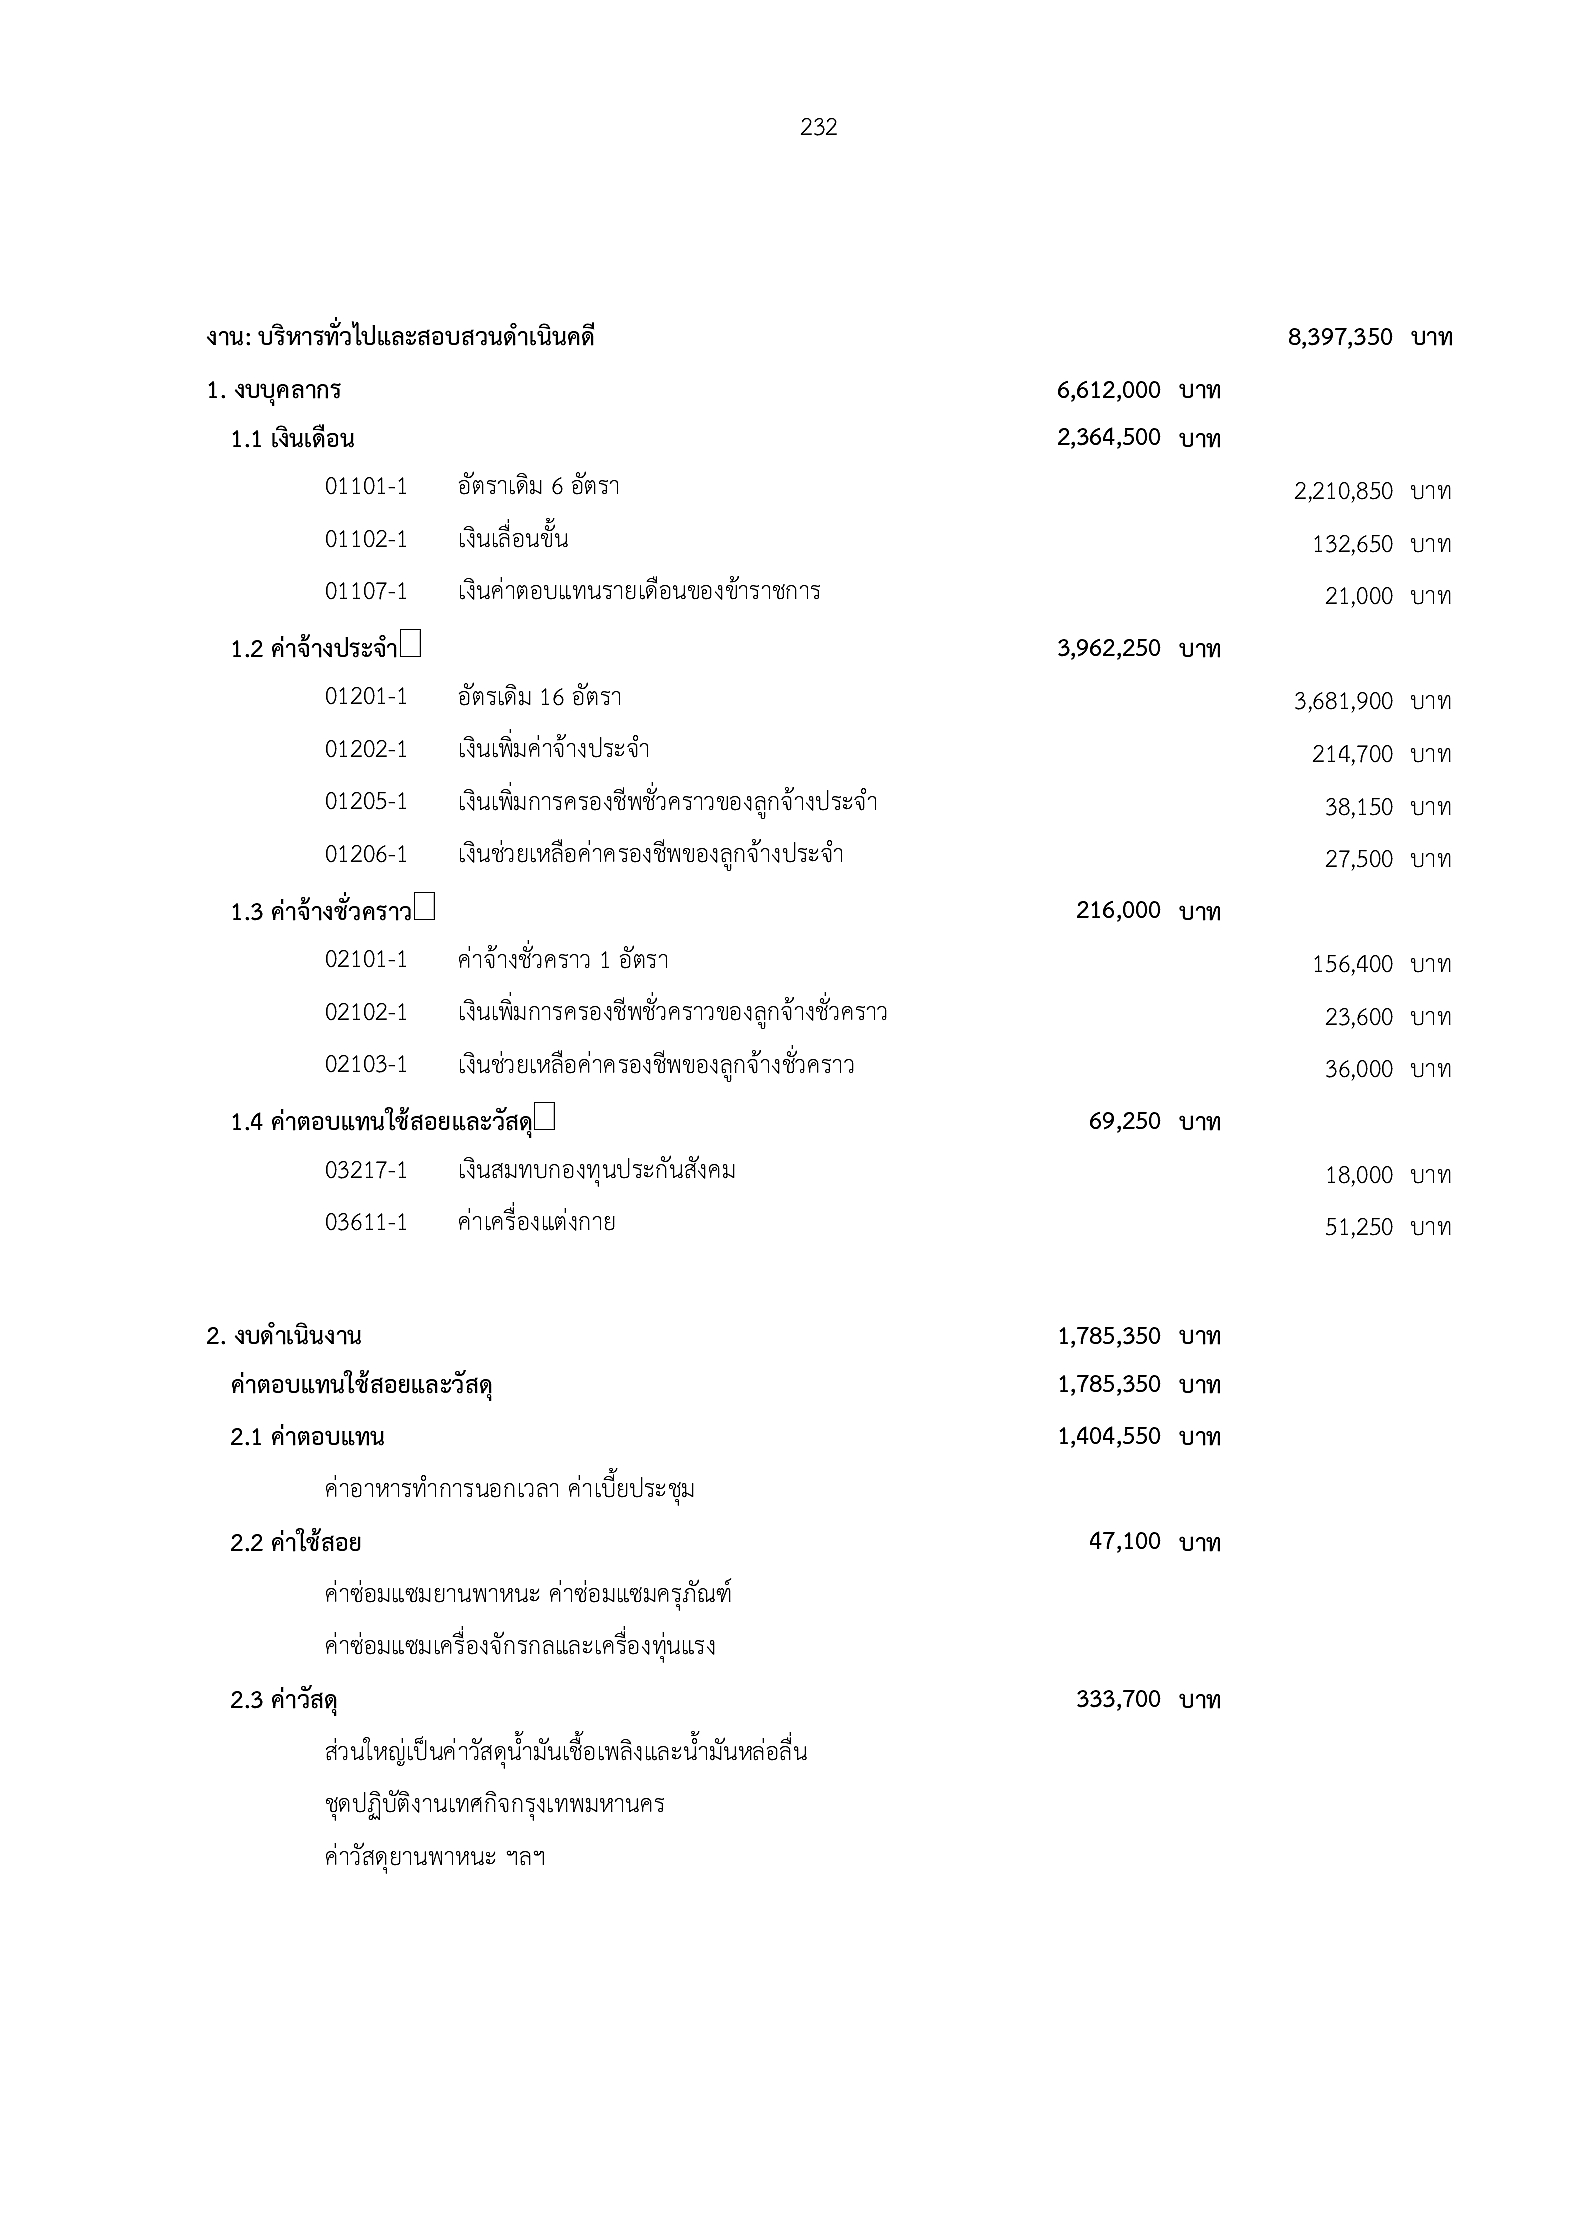 232
งาน: บริหารทั่วไปและสอบสวนดำเนินคดี 8,397,350 บาท
1. งบบุคลากร 6,612,000 บาท
1.1 เงินเดือน 2,364,500 บาท
01101-1 อัตราเดิม 6 อัตรา 2,210,850 บาท
01102-1 เงินเลื่อนขั้น 132,650 บาท
01107-1 เงินค่าตอบแทนรายเดือนของข้าราชการ 21,000 บาท
1.2 ค่าจ้างประจำ 3,962,250 บาท
01201-1 อัตรเดิม 16 อัตรา 3,681,900 บาท
01202-1 เงินเพิ่มค่าจ้างประจำ 214,700 บาท
01205-1 เงินเพิ่มการครองชีพชั่วคราวของลูกจ้างประจำ 38,150 บาท
01206-1 เงินช่วยเหลือค่าครองชีพของลูกจ้างประจำ 27,500 บาท
1.3 ค่าจ้างชั่วคราว 216,000 บาท
02101-1 ค่าจ้างชั่วคราว 1 อัตรา 156,400 บาท
02102-1 เงินเพิ่มการครองชีพชั่วคราวของลูกจ้างชั่วคราว 23,600 บาท
02103-1 เงินช่วยเหลือค่าครองชีพของลูกจ้างชั่วคราว 36,000 บาท
1.4 ค่าตอบแทนใช้สอยและวัสดุ 69,250 บาท
03217-1 เงินสมทบกองทุนประกันสังคม 18,000 บาท
03611-1 ค่าเครื่องแต่งกาย 51,250 บาท
2. งบดำเนินงาน 1,785,350 บาท
ค่าตอบแทนใช้สอยและวัสดุ 1,785,350 บาท
2.1 ค่าตอบแทน 1,404,550 บาท
ค่าอาหารทำการนอกเวลา ค่าเบี้ยประชุม
2.2 ค่าใช้สอย 47,100 บาท
ค่าซ่อมแซมยานพาหนะ ค่าซ่อมแซมครุภัณฑ์
ค่าซ่อมแซมเครื่องจักรกลและเครื่องทุ่นแรง
2.3 ค่าวัสดุ 333,700 บาท
ส่วนใหญ่เป็นค่าวัสดุน้ำมันเชื้อเพลิงและน้ำมันหล่อลื่น
ชุดปฏิบัติงานเทศกิจกรุงเทพมหานคร
ค่าวัสดุยานพาหนะ ฯลฯ